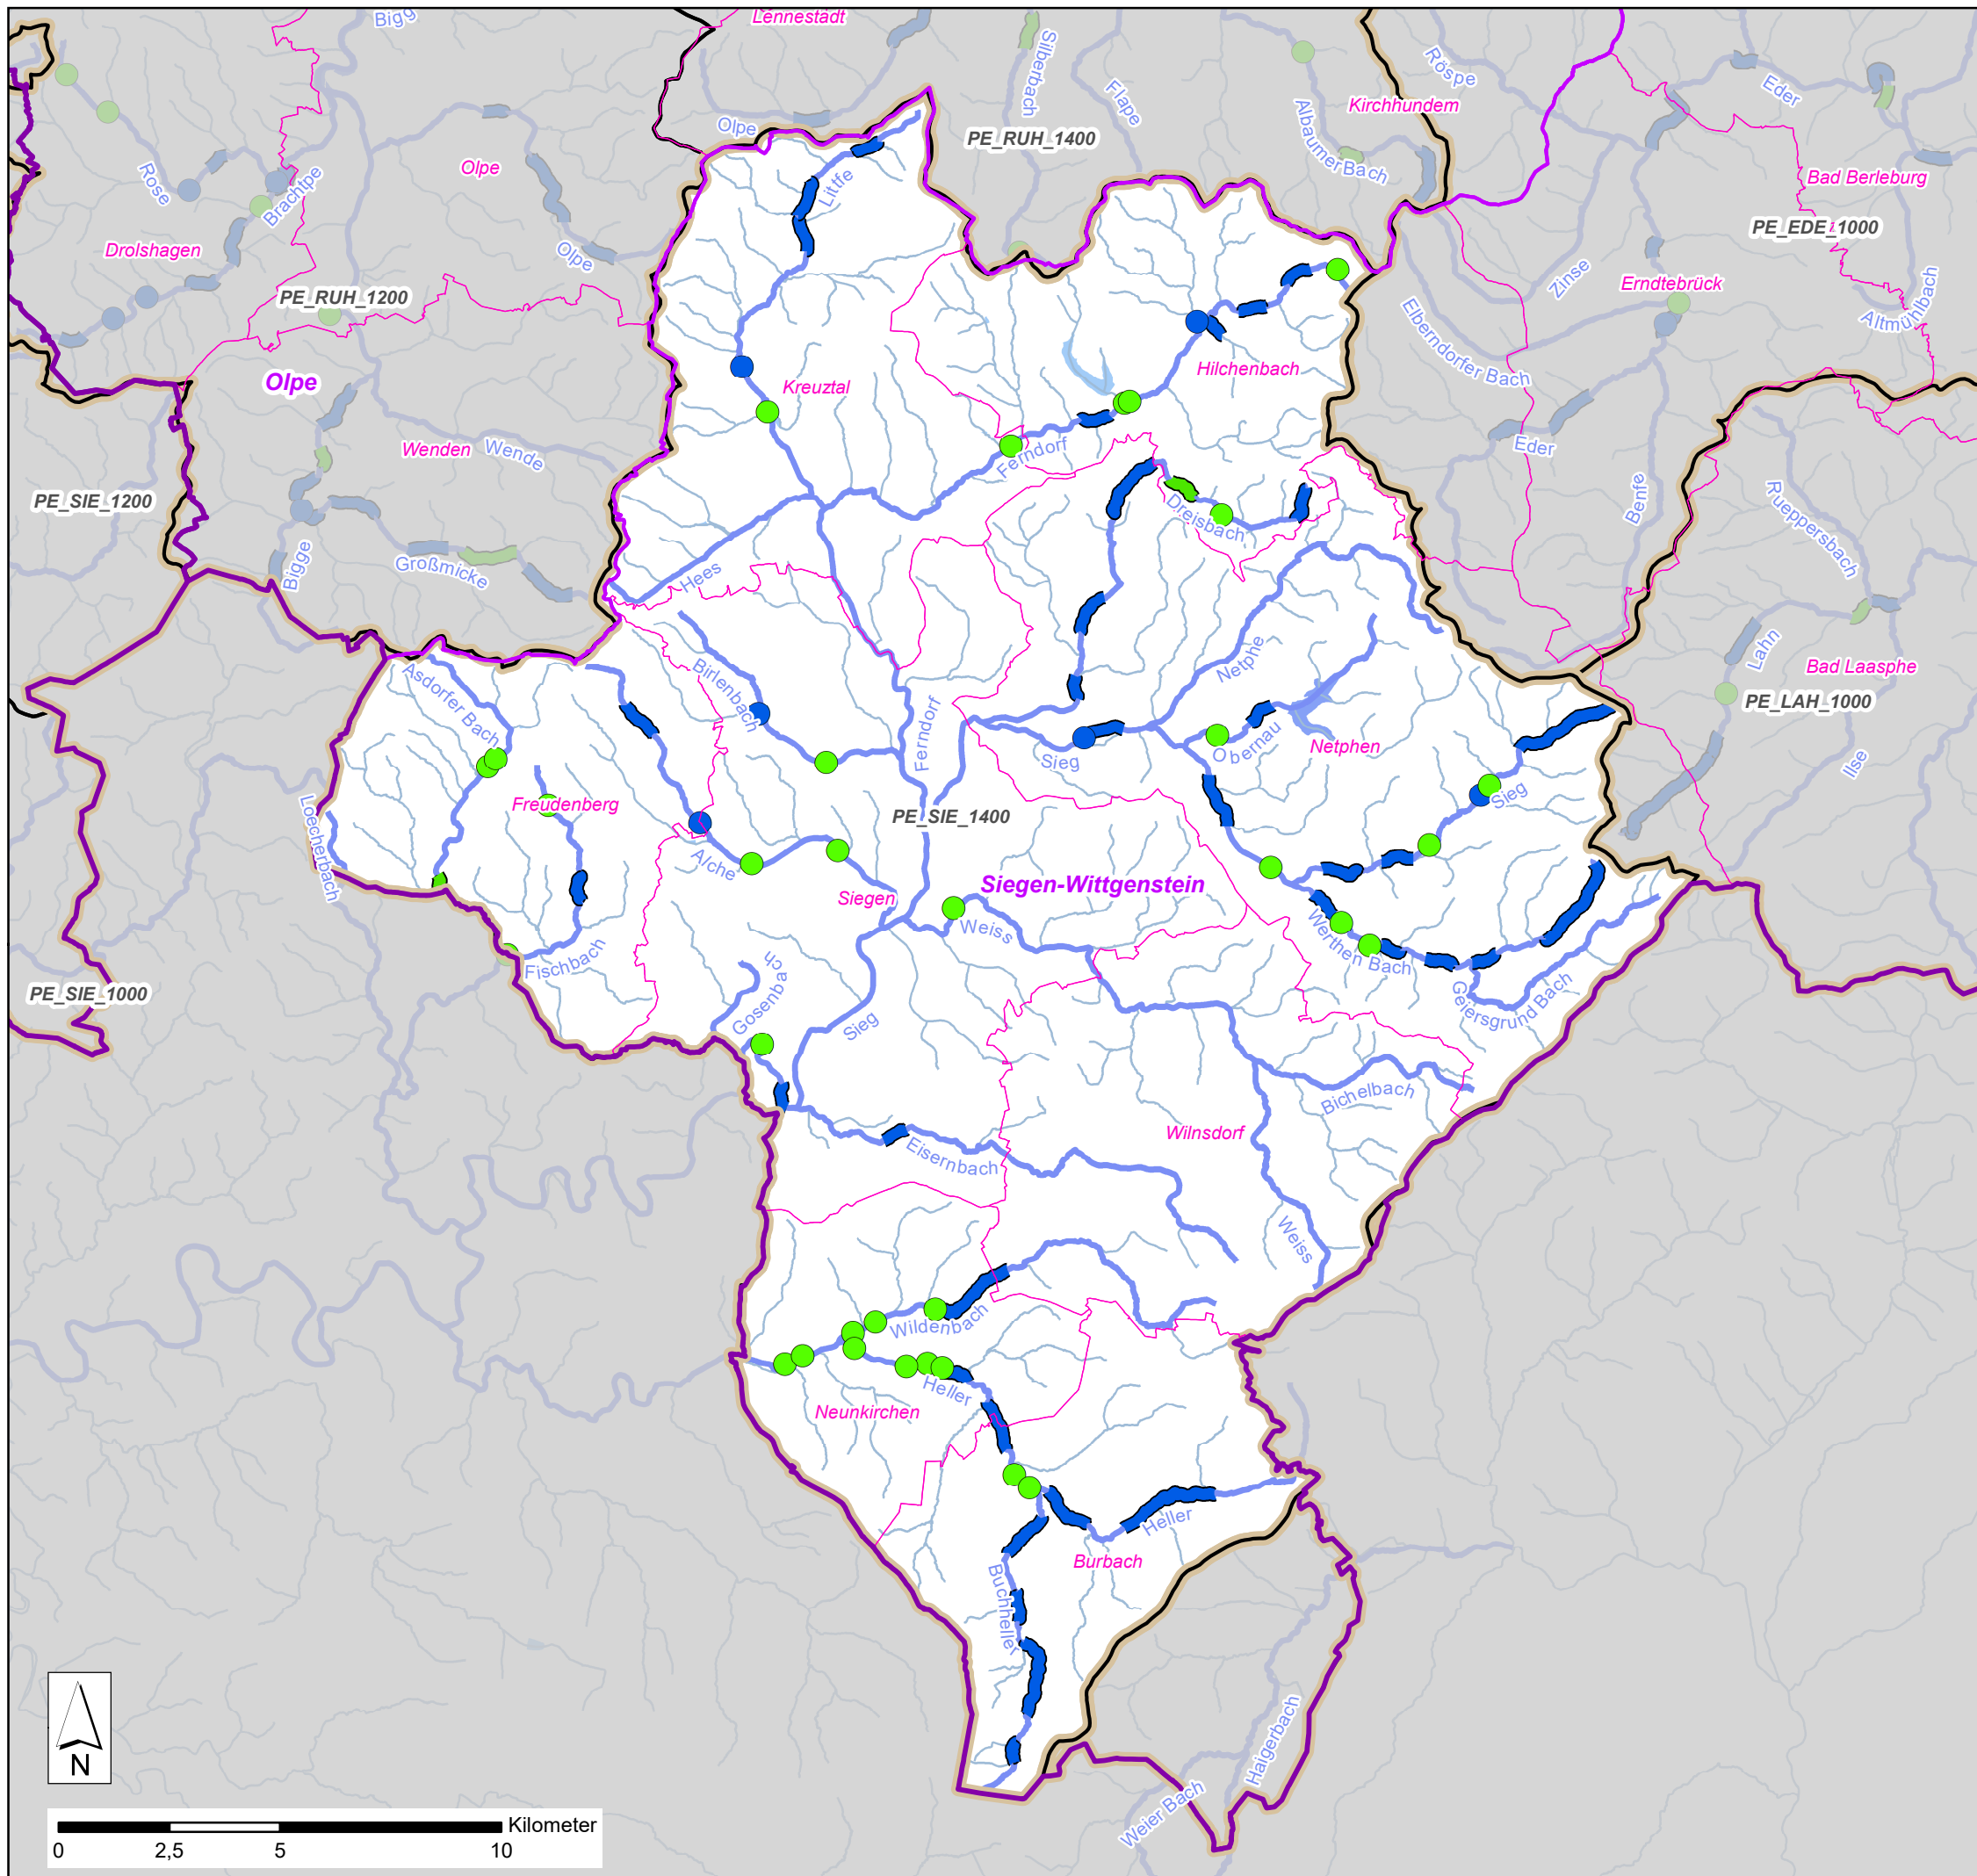 Bigg
Lennestadt
Silberbach
Flape
Röspe
Eder
Kirchhundem
Albaumer Bach
Olpe
PE_RUH_1400
Olpe
Rose
Brachtpe
Littfe
Bad Berleburg
PE_EDE_1000
Drolshagen
Olpe
PE_RUH_1200
Zinse
Erndtebrück
Altmühlbach
Elberndorfer Bach
Olpe
Kreuztal
Hilchenbach
Wenden
Wende
Ferndorf
Eder
PE_SIE_1200
Benfe
Rueppersbach
Dreisbach
Bigge
Großmicke
Hees
Netphe
Lahn
Bad Laasphe
Asdorfer Bach
Birlenbach
PE_LAH_1000
Ferndorf
Obernau
Netphen
Sieg
Ilse
Sieg
Loecherbach
Freudenberg
PE_SIE_1400
Alche
Siegen-Wittgenstein
Siegen
Weiss
Werthen Bach
Fischbach
Gosenbach
PE_SIE_1000
Geiersgrund Bach
Sieg
Bichelbach
Wilnsdorf
Eisernbach
Weiss
Wildenbach
Heller
Neunkirchen
Heller
Burbach
Buchheller
Haigerbach
Weier Bach
N
Kilometer
0 2,5 5 10